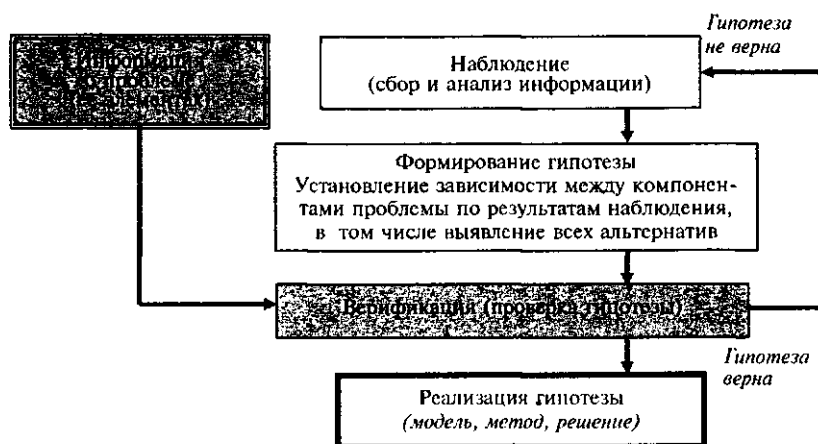 Гипотеза
не верна
Информация
Наблюдение
(сбор и анализ информации)
Формирование гипотезы
Установление зависимости между компонен-
тами проблемы по результатам наблюдения,
в том числе выявление всех альтернатив
Верификация (проверка гипотезы)
Гипотеза
верна
Реализация гипотезы
(модель, метод, решение)